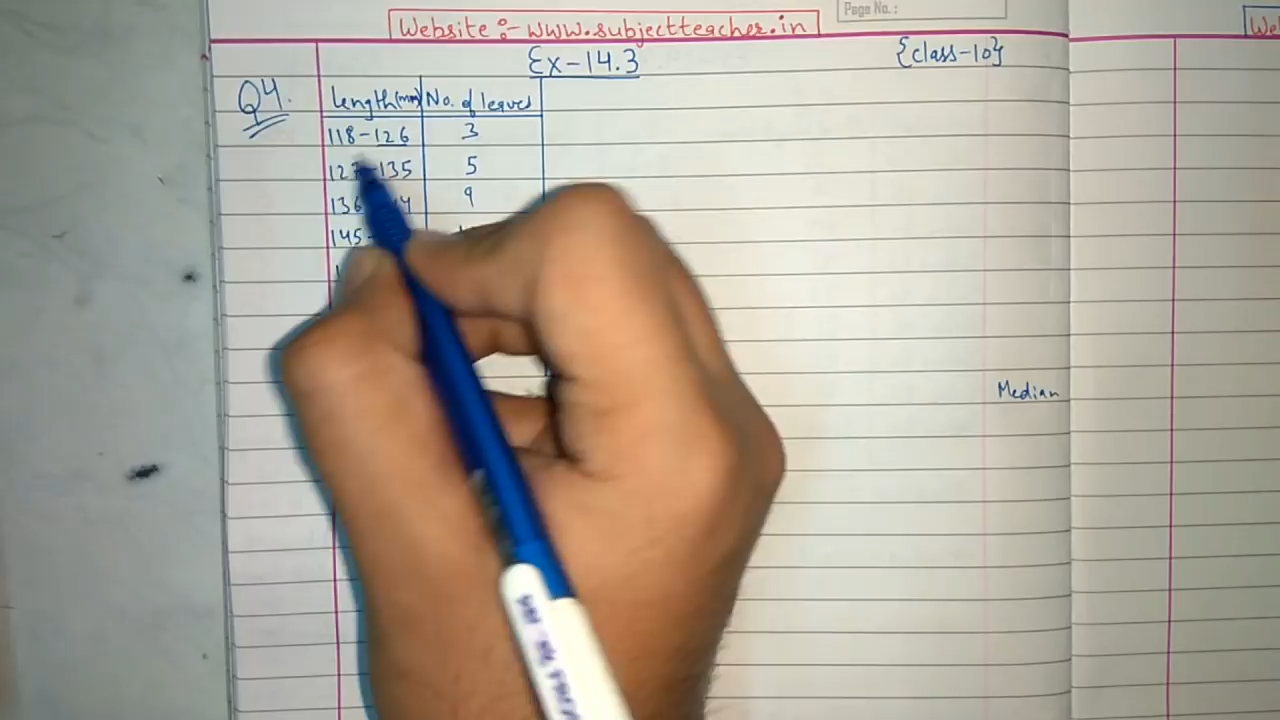 Page No. :
Website :- www.subjectteacher.in
Ex-14.3
{class-10}
Q4.
Length(mm) No. of leaves
118-126 3
127-135 5
136 9
145-
Median